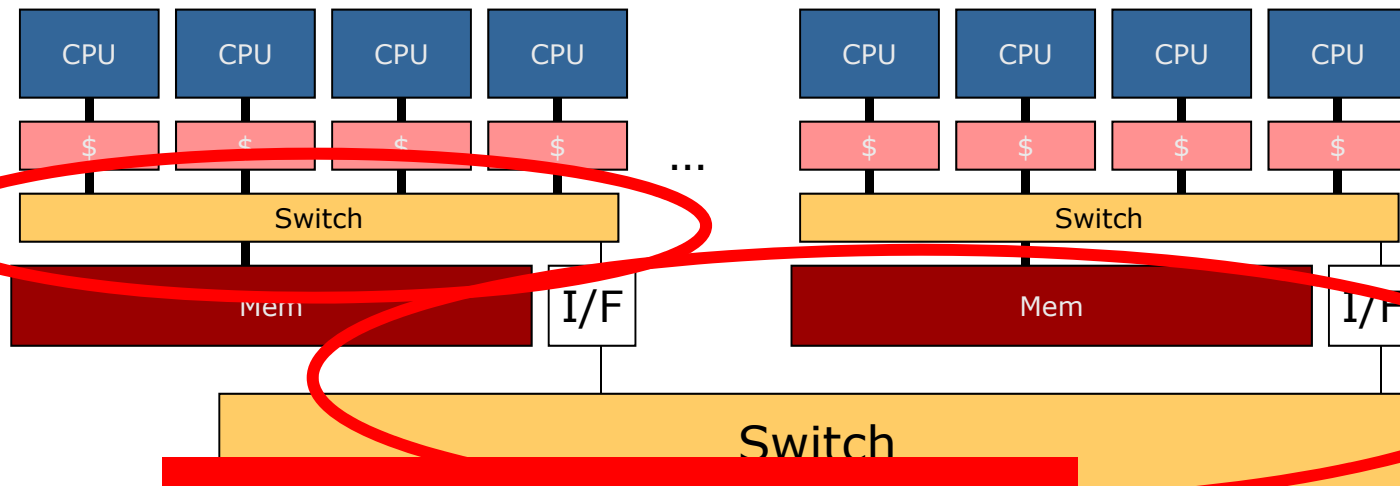 CPU CPU CPU CPU CPU CPU CPU CPU
$ $ $ $ ... $ $ $ $
Switch Switch
Mem I/F Mem I/F
Switch